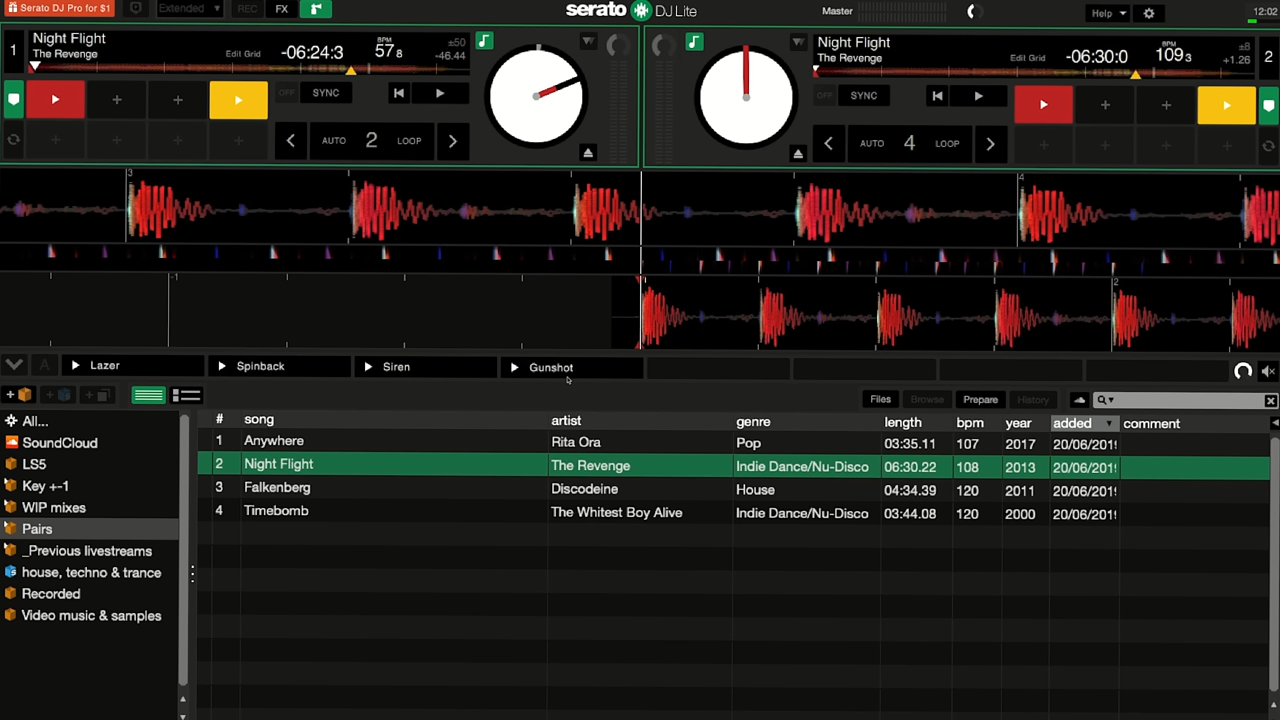 Serato DJ Pro for $1 Extended REC FX serato DJ Lite Master Help 12:02
1 Night Flight
The Revenge
Edit Grid -06:24:3 BPM 57.8 ±50 -46.44
OFF SYNC
AUTO 2 LOOP
Night Flight
The Revenge
Edit Grid -06:30:0 BPM 109.3 ±8 +1.26 2
OFF SYNC
AUTO 4 LOOP
3 4
-1 2
A Lazer Spinback Siren Gunshot
Files Browse Prepare History
All...
SoundCloud
LS5
Key +-1
WIP mixes
Pairs
_Previous livestreams
house, techno & trance
Recorded
Video music & samples
# song artist genre length bpm year added comment
1 Anywhere Rita Ora Pop 03:35.11 107 2017 20/06/201
2 Night Flight The Revenge Indie Dance/Nu-Disco 06:30.22 108 2013 20/06/201
3 Falkenberg Discodeine House 04:34.39 120 2011 20/06/201
4 Timebomb The Whitest Boy Alive Indie Dance/Nu-Disco 03:44.08 120 2000 20/06/201